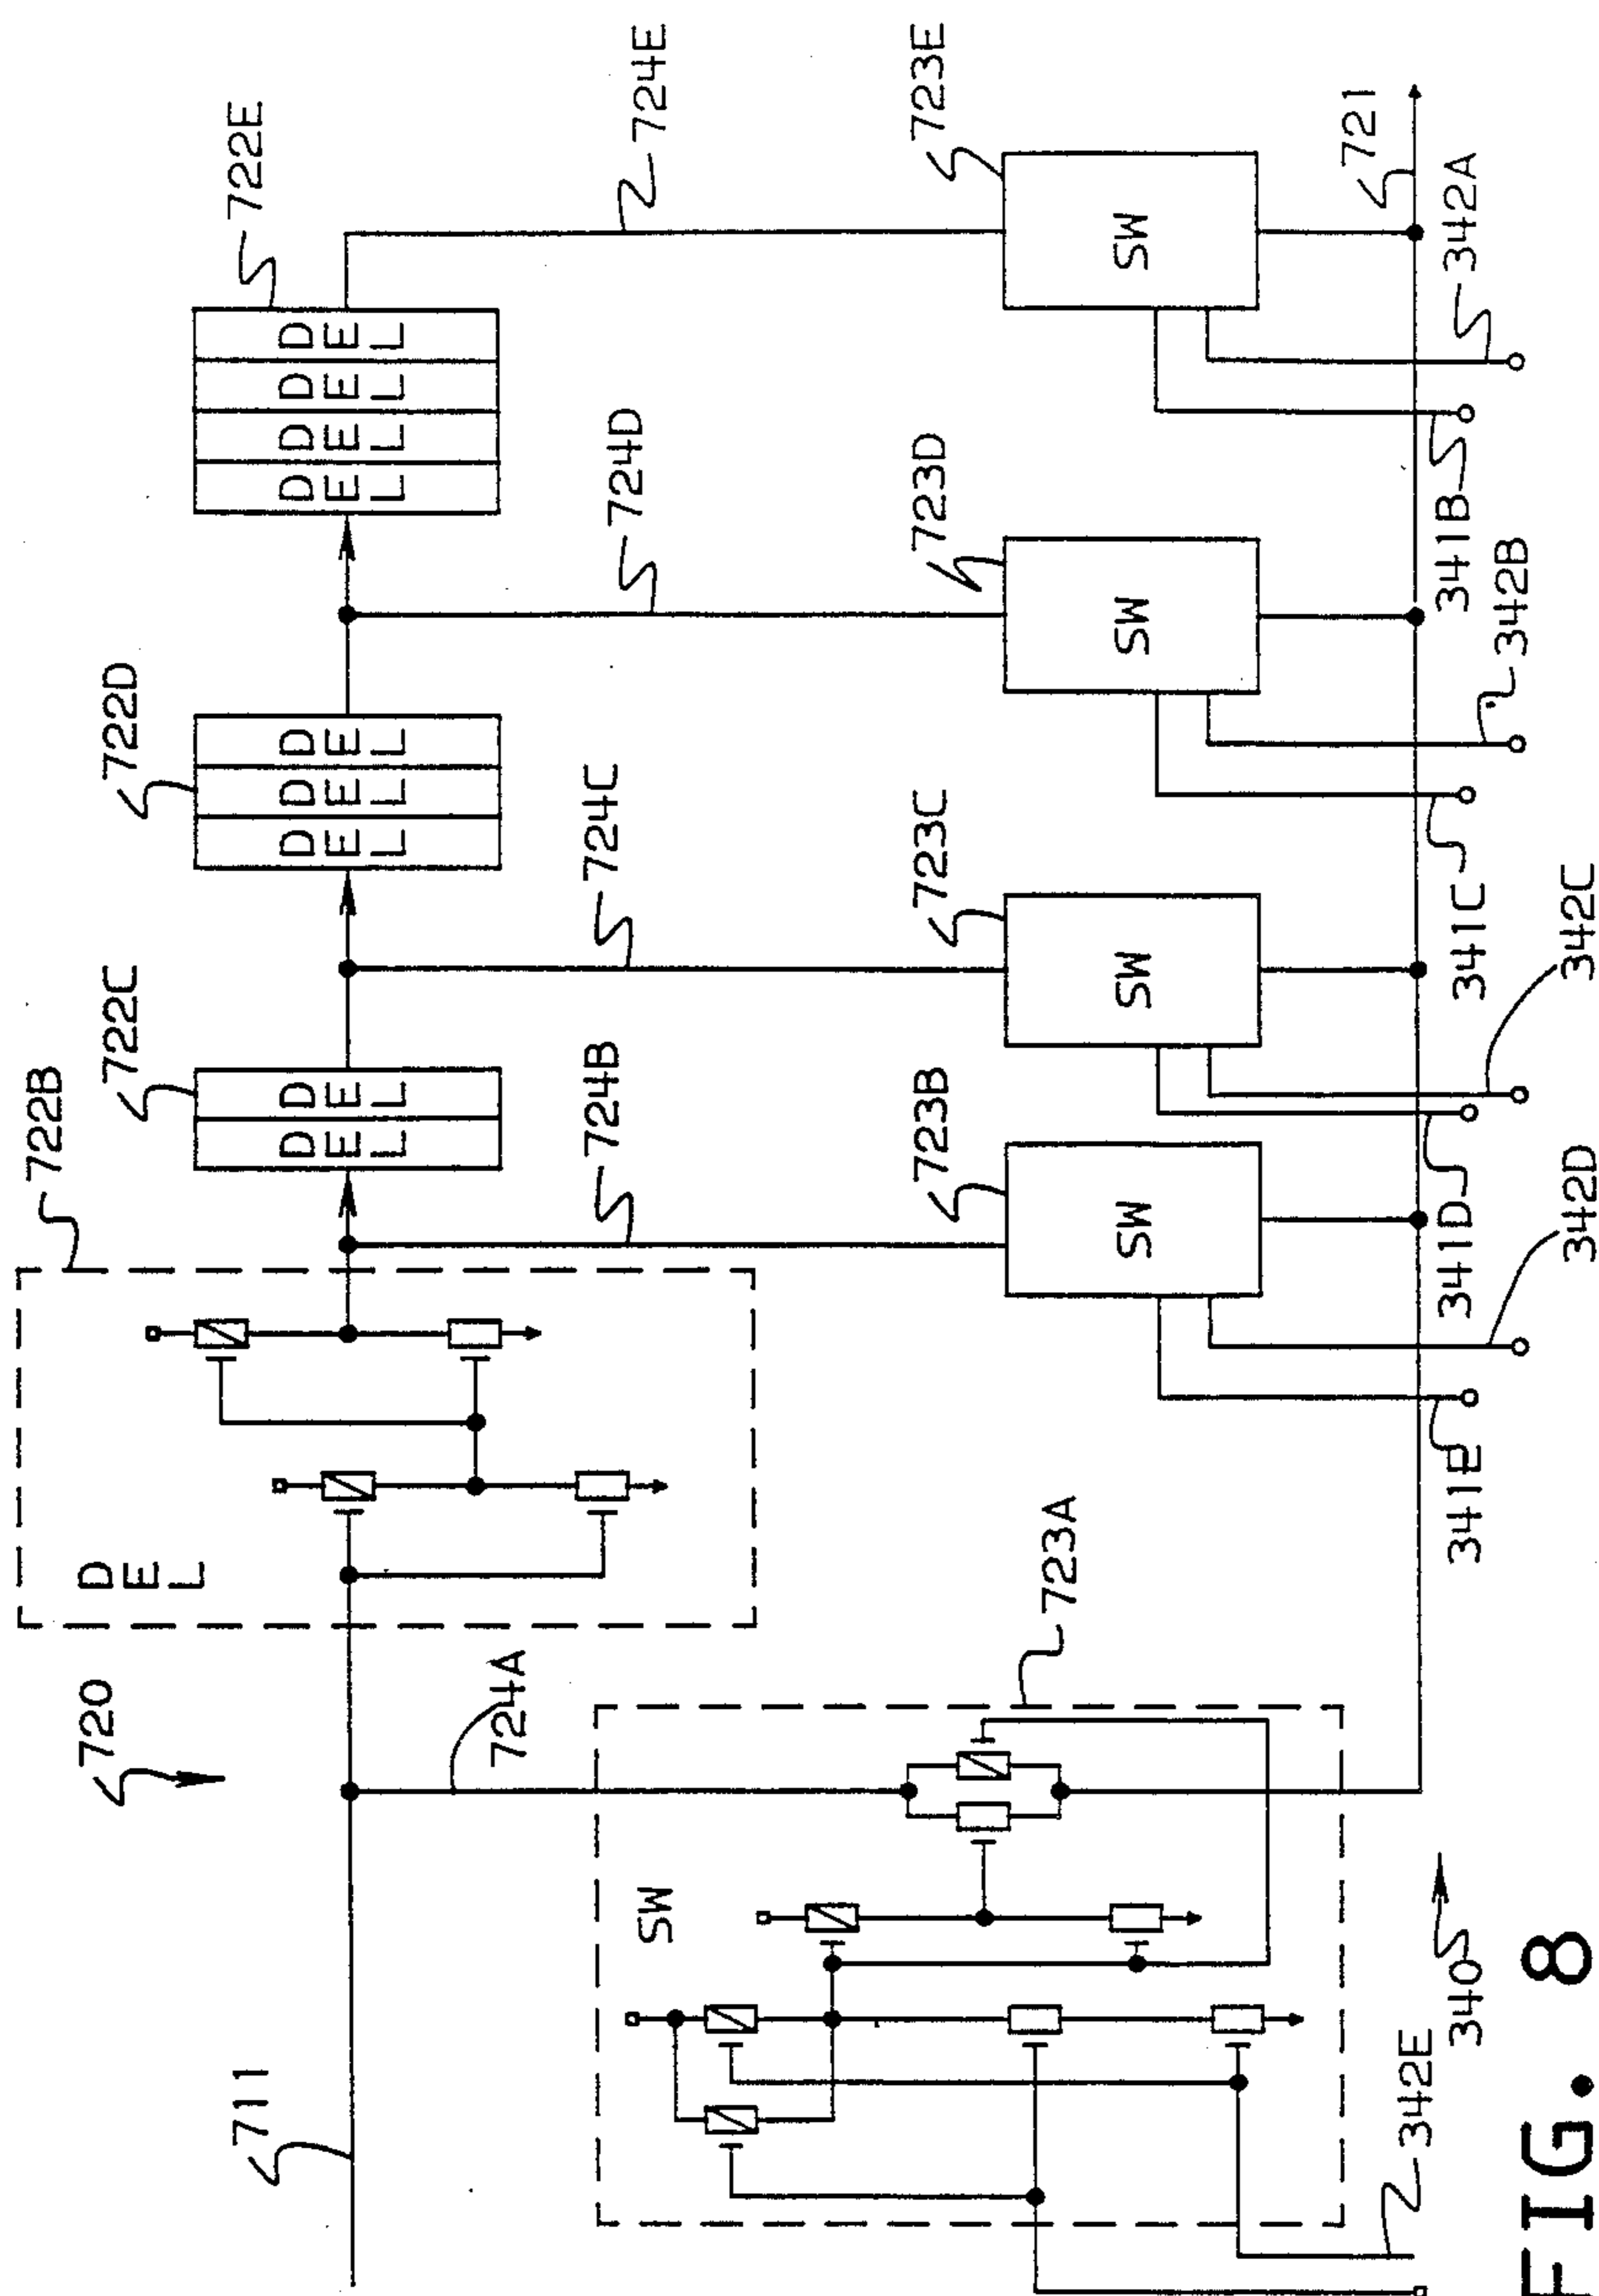 720
711
724A
DEL
722B
722C
DEL
DEL
722D
DEL
DEL
DEL
722E
DEL
DEL
DEL
DEL
724B
724C
724D
724E
SW
723A
723B
SW
723C
SW
723D
SW
723E
SW
721
342E
340
341E
342D
341D
342C
341C
342B
341B
342A
FIG. 8